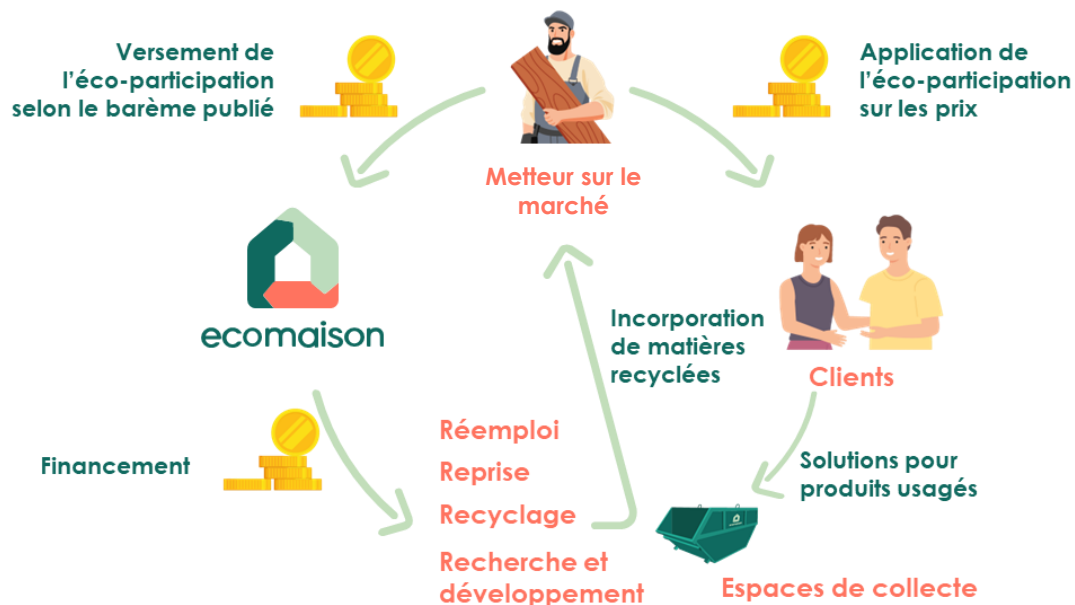 Versement de
l'éco-participation
selon le barème publié
Application de
l'éco-participation
sur les prix
Metteur sur le
marché
ecomaison
Incorporation
de matières
recyclées
Clients
Financement
Réemploi
Reprise
Recyclage
Recherche et
développement
Solutions pour
produits usagés
Espaces de collecte